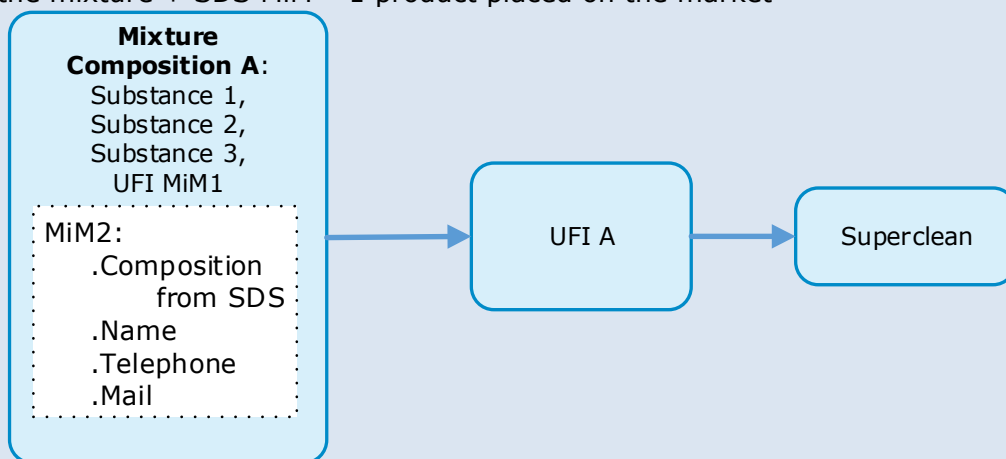 the mixture + SDS MiM = 1 product placed on the market
Mixture
Composition A:
Substance 1,
Substance 2,
Substance 3,
UFI MiM1
MiM2:
.Composition
from SDS
.Name
.Telephone
.Mail
UFI A
Superclean